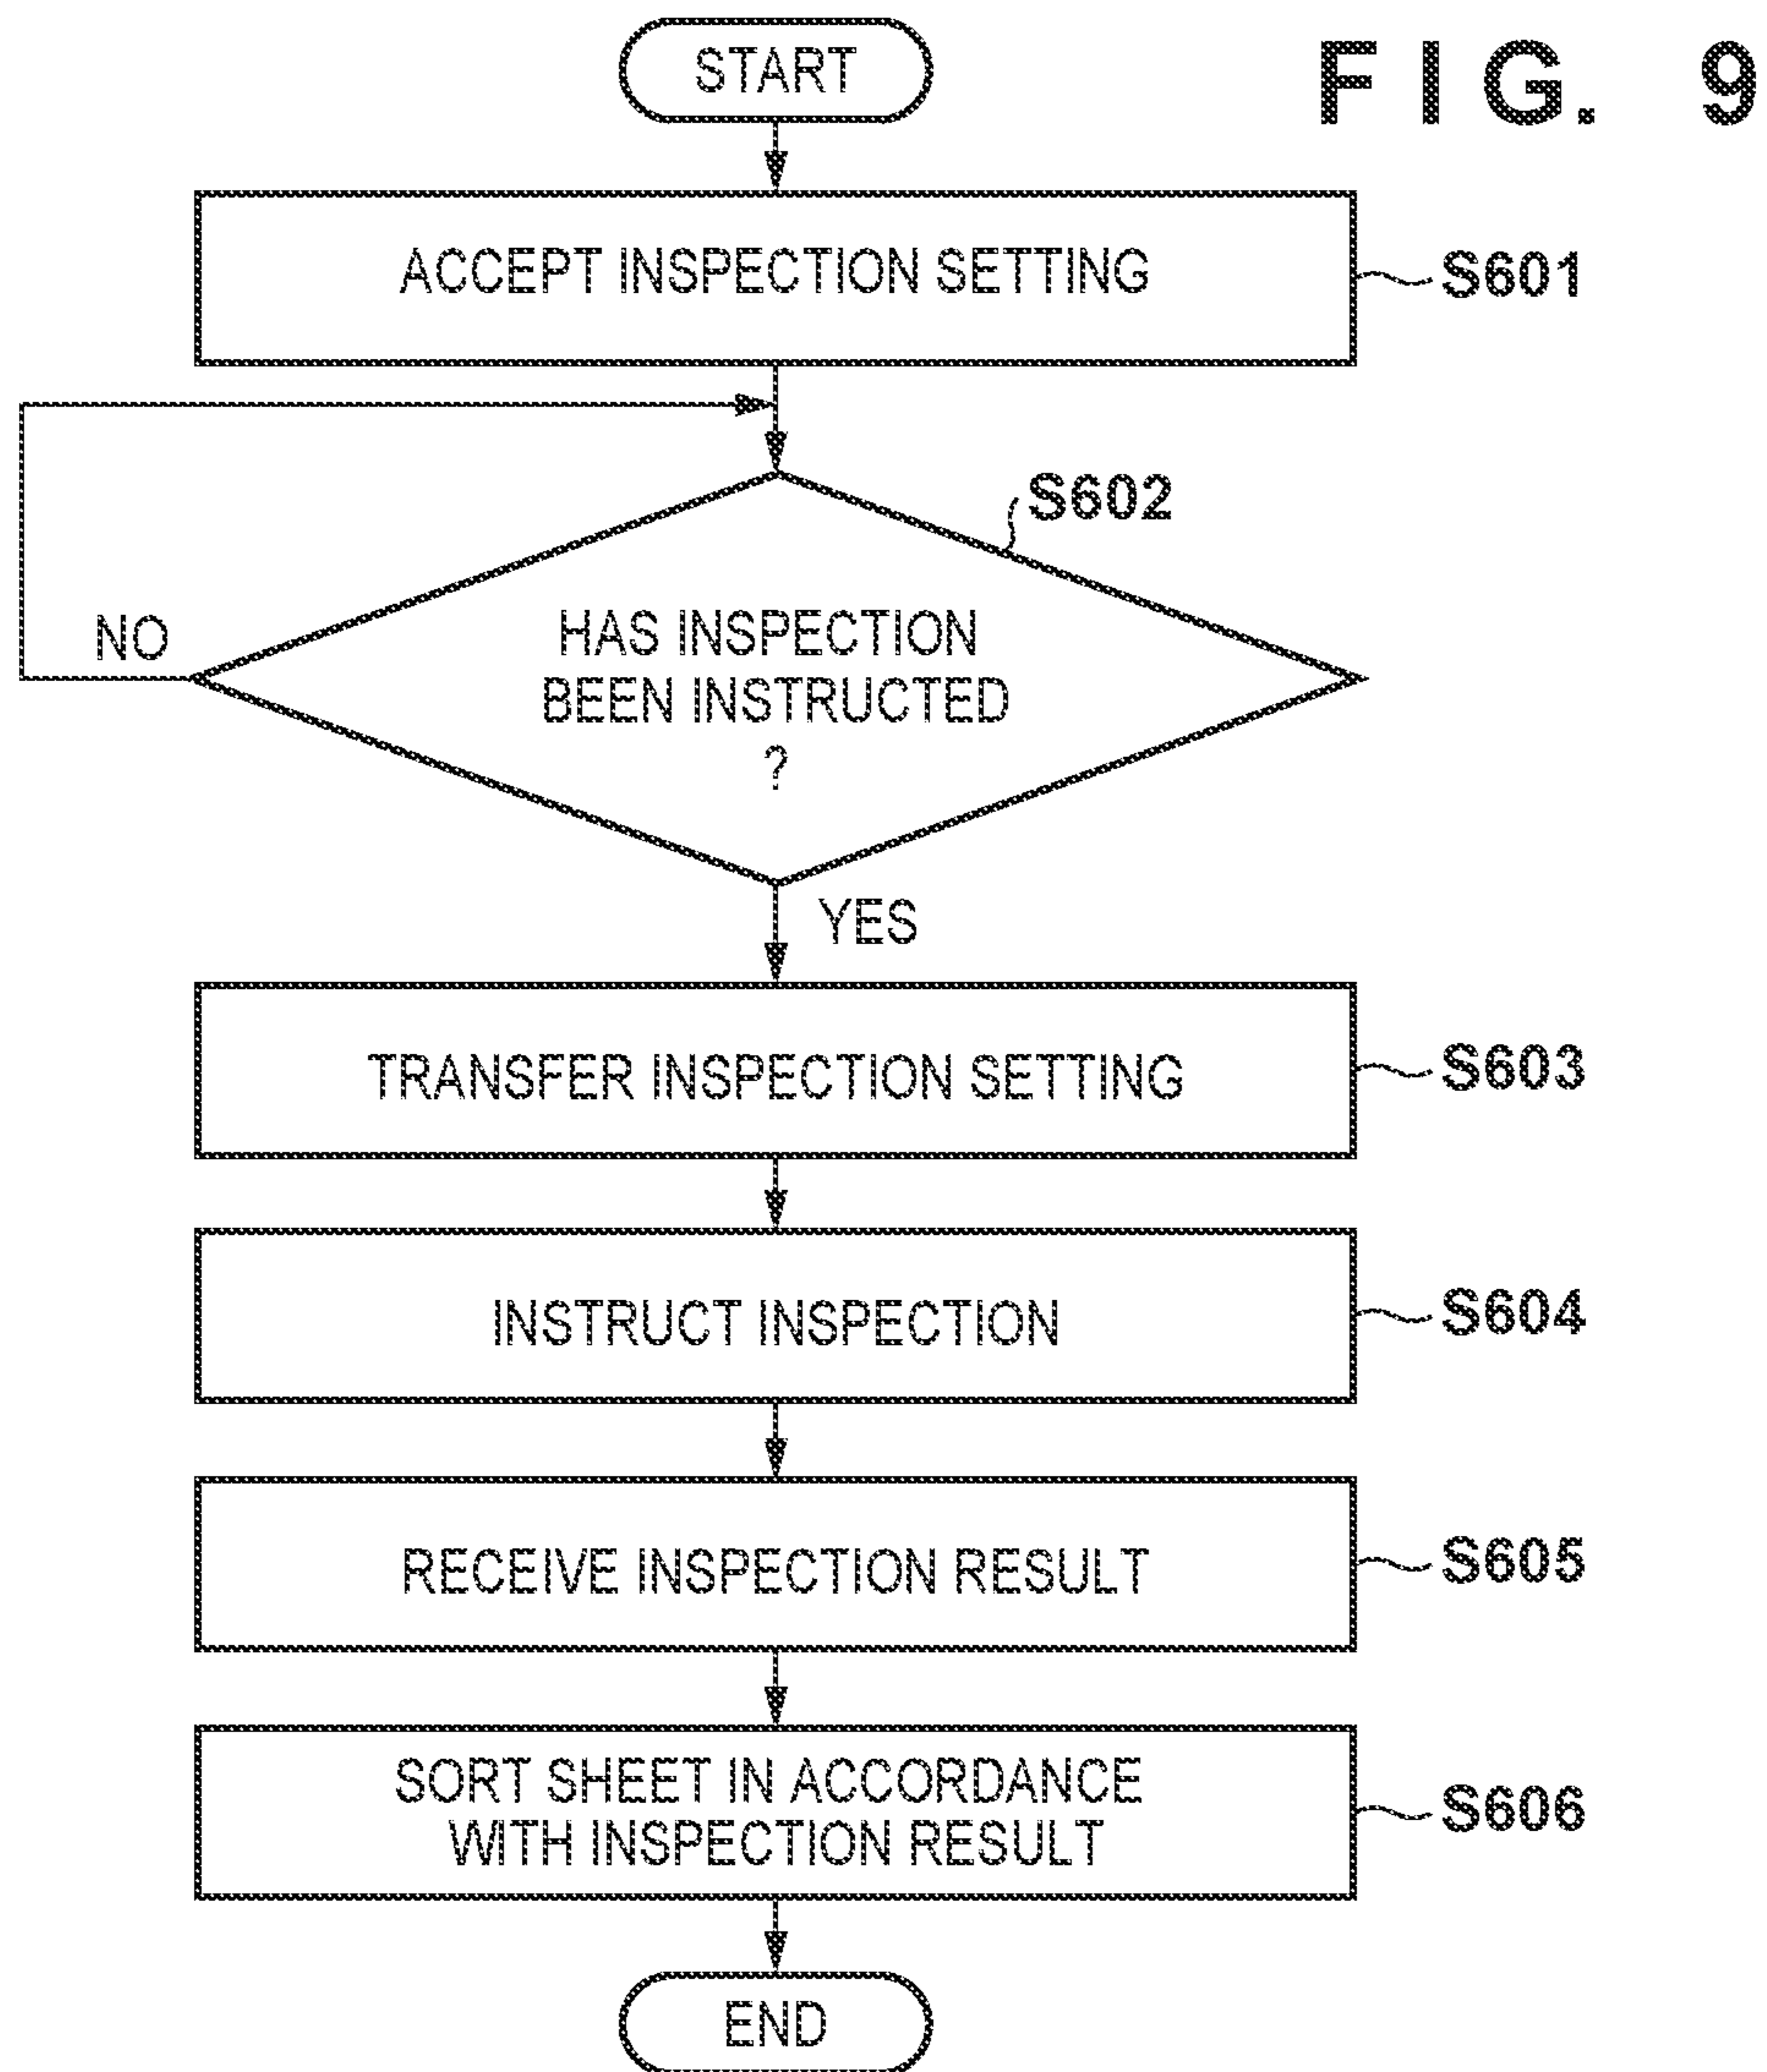 FIG. 9
START
ACCEPT INSPECTION SETTING
S601
S602
HAS INSPECTION
BEEN INSTRUCTED
?
NO
YES
TRANSFER INSPECTION SETTING
S603
INSTRUCT INSPECTION
S604
RECEIVE INSPECTION RESULT
S605
SORT SHEET IN ACCORDANCE
WITH INSPECTION RESULT
S606
END